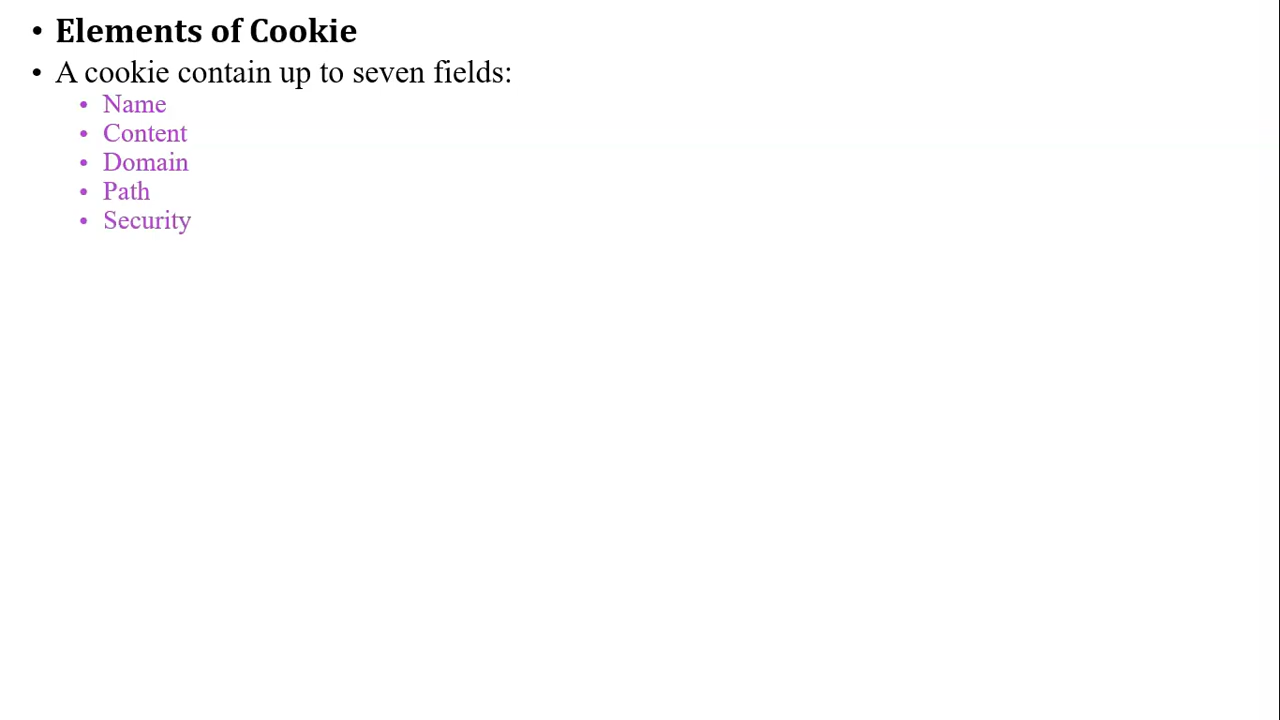 • Elements of Cookie
• A cookie contain up to seven fields:
• Name
• Content
• Domain
• Path
• Security